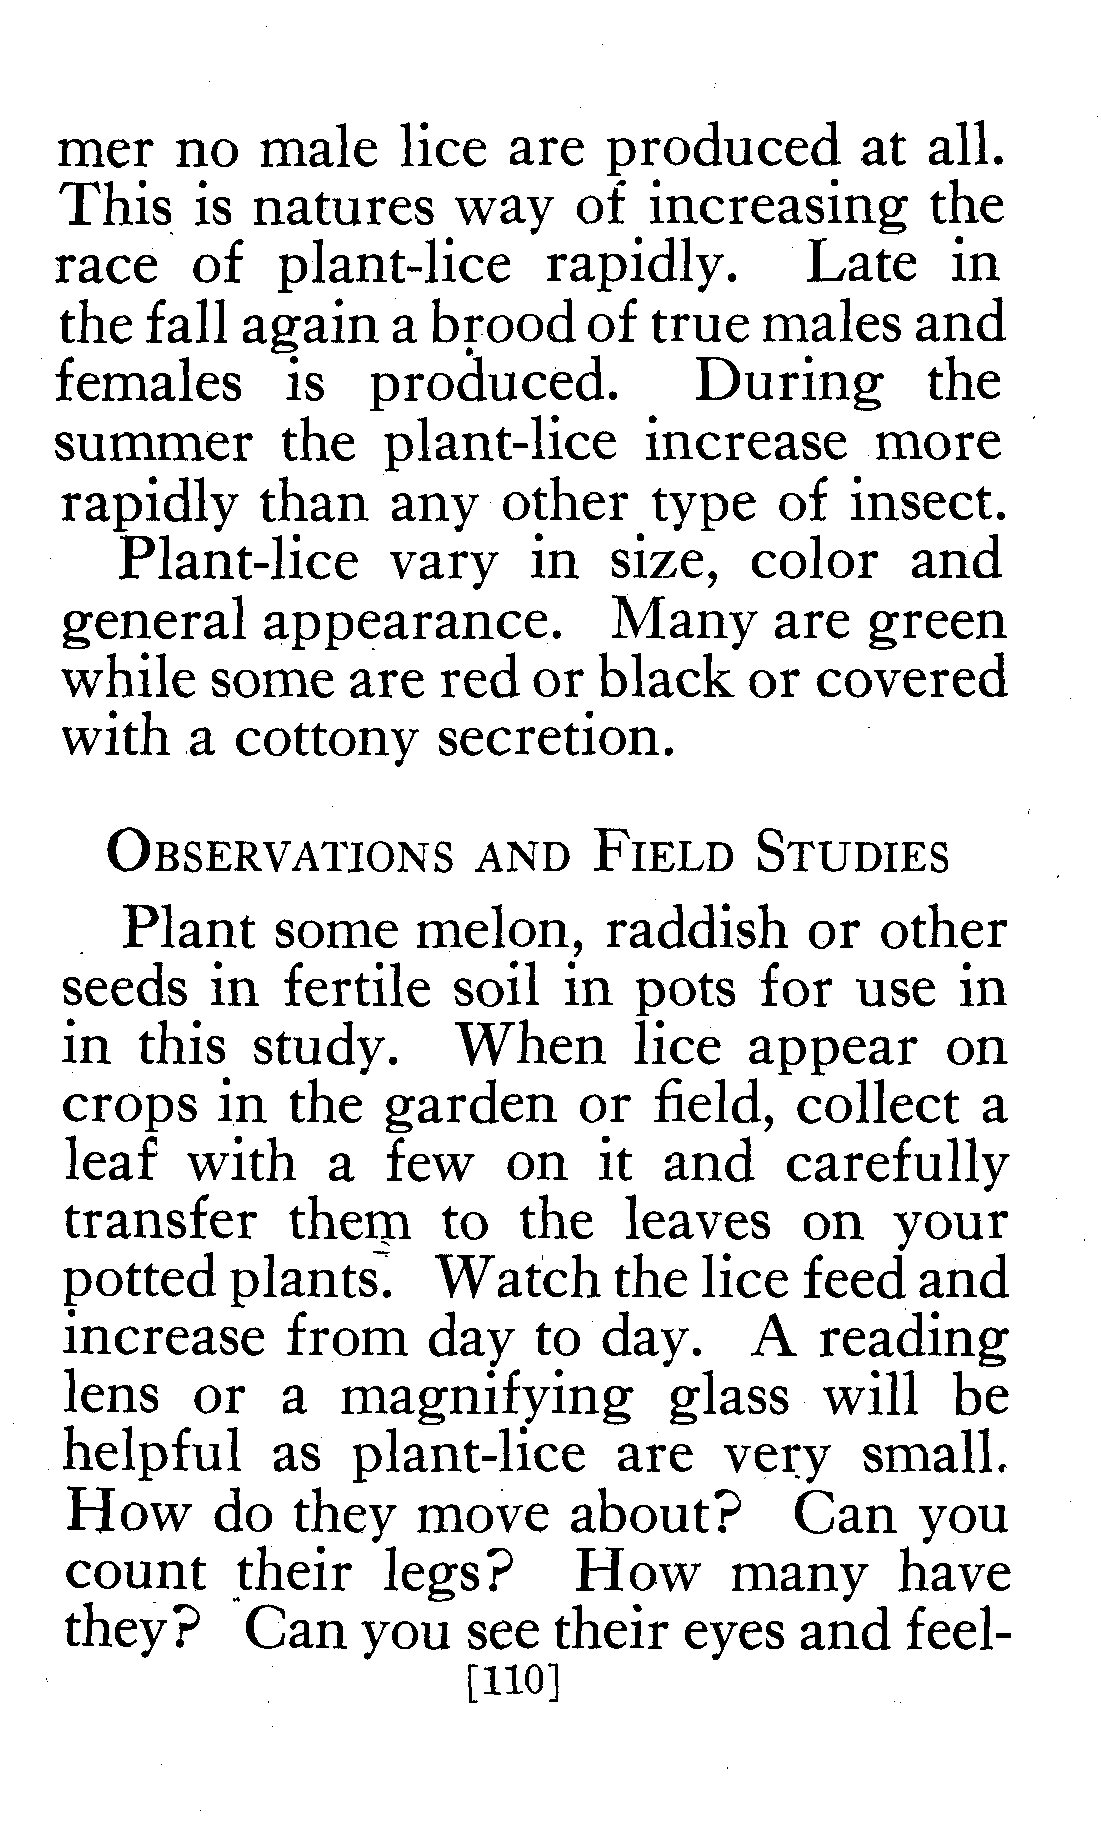 mer no male lice are produced at all.
This is natures way of increasing the
race of plant-lice rapidly. Late in
the fall again a brood of true males and
females is produced. During the
summer the plant-lice increase more
rapidly than any other type of insect.
Plant-lice vary in size, color and
general appearance. Many are green
while some are red or black or covered
with a cottony secretion.
OBSERVATIONS AND FIELD STUDIES
Plant some melon, raddish or other
seeds in fertile soil in pots for use in
in this study. When lice appear on
crops in the garden or field, collect a
leaf with a few on it and carefully
transfer them to the leaves on your
potted plants. Watch the lice feed and
increase from day to day. A reading
lens or a magnifying glass will be
helpful as plant-lice are very small.
How do they move about? Can you
count their legs? How many have
they? Can you see their eyes and feel-
[110]